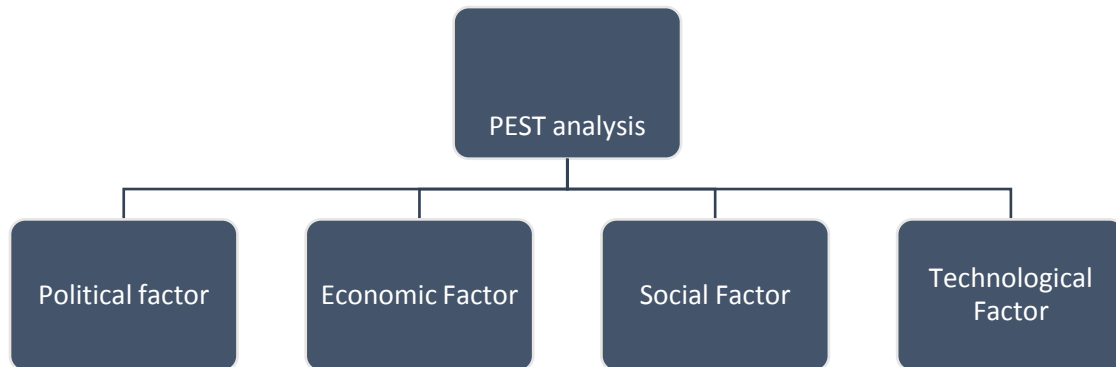 PEST analysis
Political factor
Economic Factor
Social Factor
Technological
Factor